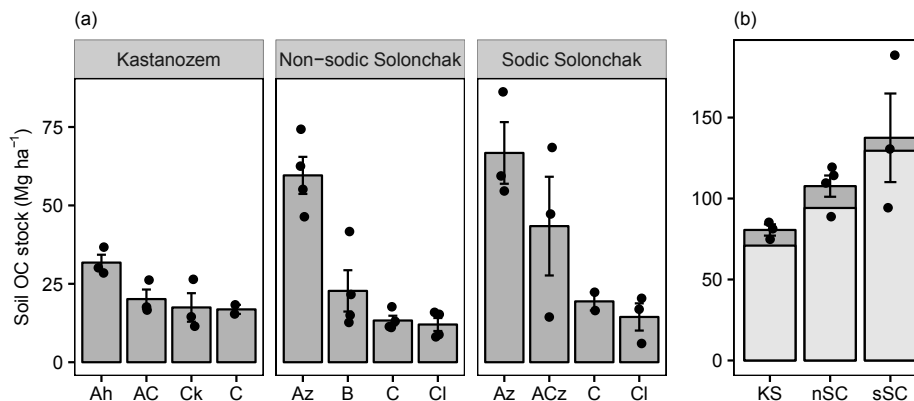 (a)
(b)
Kastanozem
Non−sodic Solonchak
Sodic Solonchak
Soil OC stock (Mg ha⁻¹)
75
50
25
0
150
100
50
0
Ah AC Ck C
Az B C Cl
Az ACz C Cl
KS nSC sSC